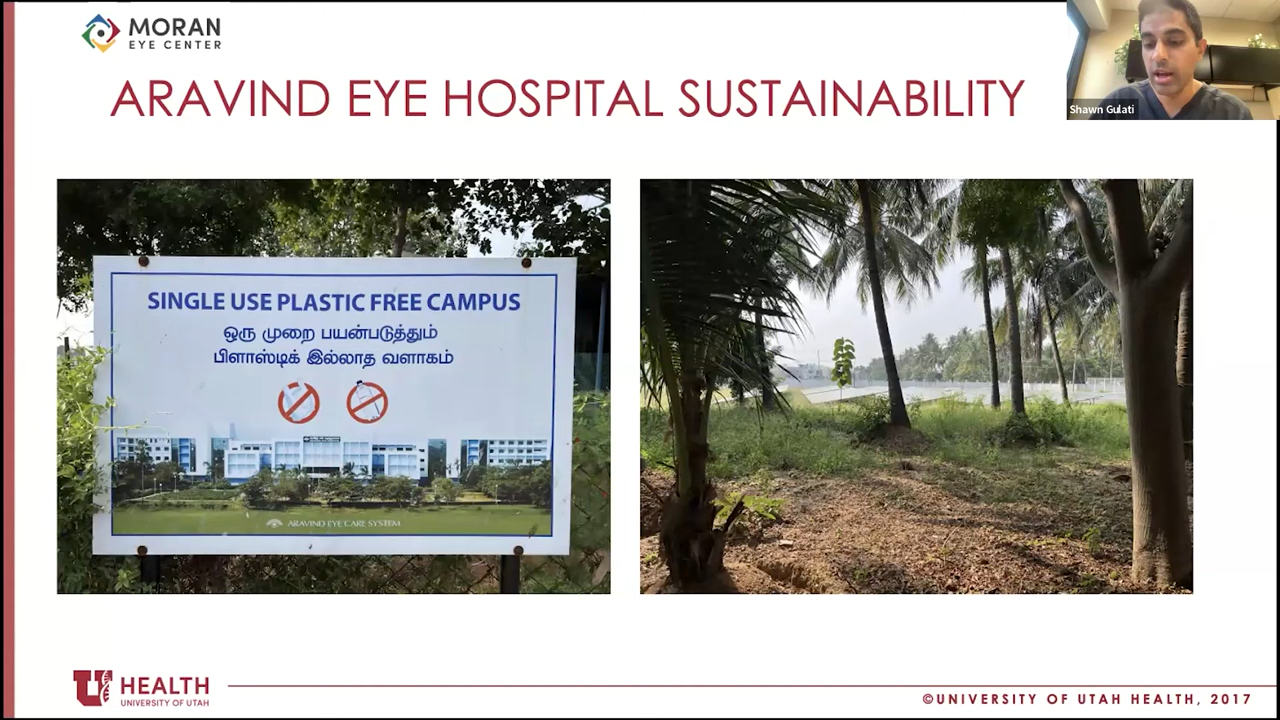 MORAN
EYE CENTER
ARAVIND EYE HOSPITAL SUSTAINABILITY
Shawn Gulati
SINGLE USE PLASTIC FREE CAMPUS
ஒரு முறை பயன்படுத்தும்
பிளாஸ்டிக் இல்லாத வளாகம்
ARAVIND EYE CARE SYSTEM
U HEALTH
UNIVERSITY OF UTAH
©UNIVERSITY OF UTAH HEALTH, 2017